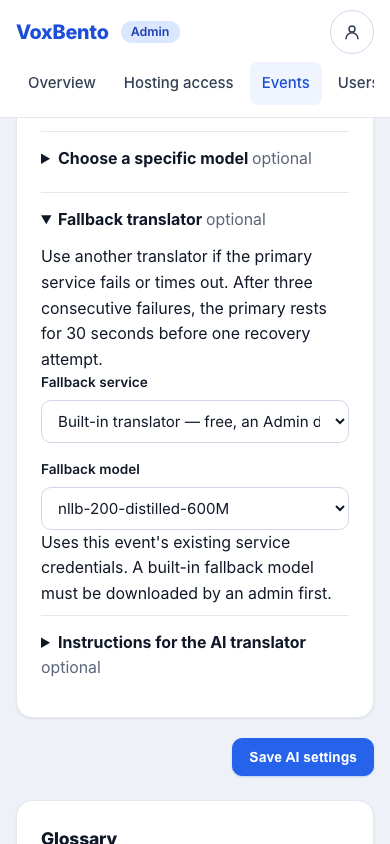 VoxBento Admin
Overview Hosting access Events Users
Choose a specific model optional
Fallback translator optional
Use another translator if the primary
service fails or times out. After three
consecutive failures, the primary rests
for 30 seconds before one recovery
attempt.
Fallback service
Built-in translator — free, an Admin d
Fallback model
nllb-200-distilled-600M
Uses this event's existing service
credentials. A built-in fallback model
must be downloaded by an admin first.
Instructions for the AI translator
optional
Save AI settings
Glossary